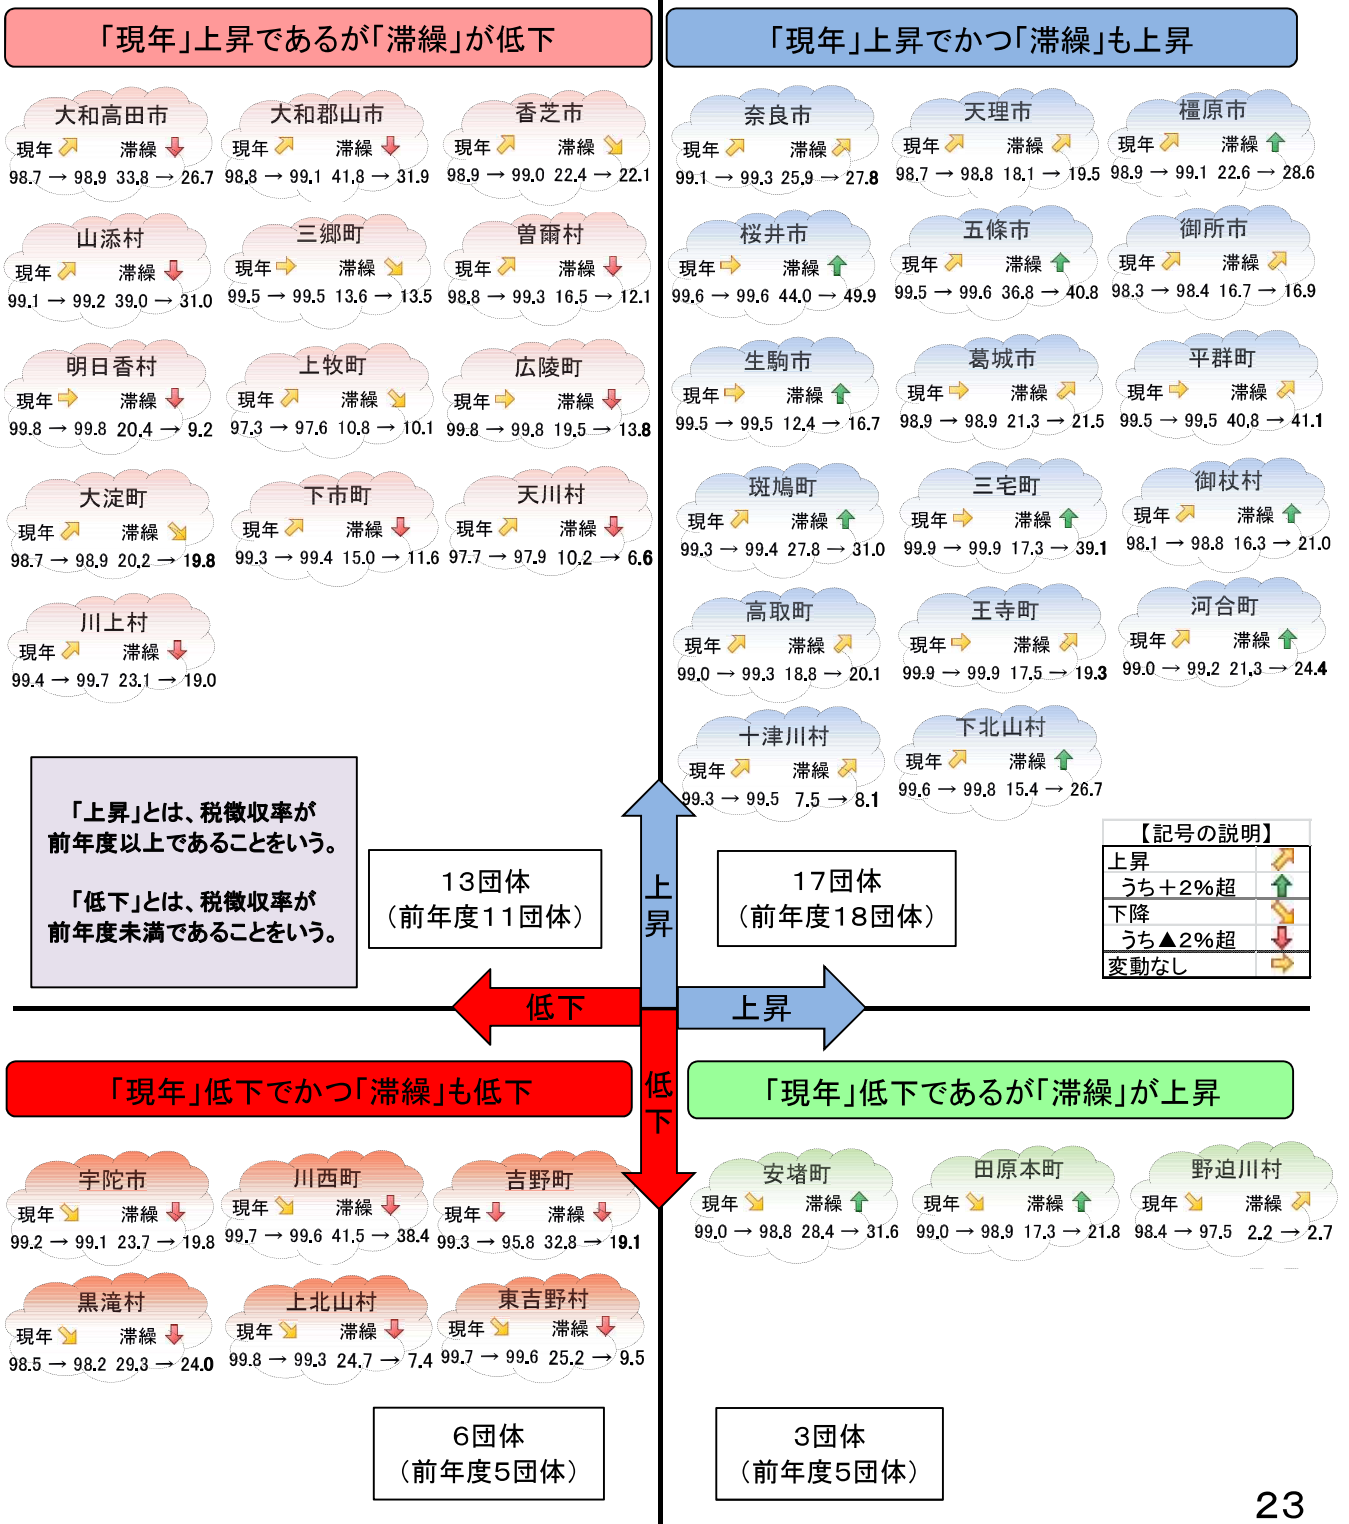 「現年」上昇であるが「滞繰」が低下
大和高田市
現年 滞繰
98.7 → 98.9 33.8 → 26.7
大和郡山市
現年 滞繰
98.8 → 99.1 41.8 → 31.9
香芝市
現年 滞繰
98.9 → 99.0 22.4 → 22.1
山添村
現年 滞繰
99.1 → 99.2 39.0 → 31.0
三郷町
現年 滞繰
99.5 → 99.5 13.6 → 13.5
曽爾村
現年 滞繰
98.8 → 99.3 16.5 → 12.1
明日香村
現年 滞繰
99.8 → 99.8 20.4 → 9.2
上牧町
現年 滞繰
97.3 → 97.6 10.8 → 10.1
広陵町
現年 滞繰
99.8 → 99.8 19.5 → 13.8
大淀町
現年 滞繰
98.7 → 98.9 20.2 → 19.8
下市町
現年 滞繰
99.3 → 99.4 15.0 → 11.6
天川村
現年 滞繰
97.7 → 97.9 10.2 → 6.6
川上村
現年 滞繰
99.4 → 99.7 23.1 → 19.0
「上昇」とは、税徴収率が
前年度以上であることをいう。
「低下」とは、税徴収率が
前年度未満であることをいう。
13団体
（前年度11団体）
「現年」上昇でかつ「滞繰」も上昇
奈良市
現年 滞繰
99.1 → 99.3 25.9 → 27.8
天理市
現年 滞繰
98.7 → 98.8 18.1 → 19.5
橿原市
現年 滞繰
98.9 → 99.1 22.6 → 28.6
桜井市
現年 滞繰
99.6 → 99.6 44.0 → 49.9
五條市
現年 滞繰
99.5 → 99.6 36.8 → 40.8
御所市
現年 滞繰
98.3 → 98.4 16.7 → 16.9
生駒市
現年 滞繰
99.5 → 99.5 12.4 → 16.7
葛城市
現年 滞繰
98.9 → 98.9 21.3 → 21.5
平群町
現年 滞繰
99.5 → 99.5 40.8 → 41.1
斑鳩町
現年 滞繰
99.3 → 99.4 27.8 → 31.0
三宅町
現年 滞繰
99.9 → 99.9 17.3 → 39.1
御杖村
現年 滞繰
98.1 → 98.8 16.3 → 21.0
高取町
現年 滞繰
99.0 → 99.3 18.8 → 20.1
王寺町
現年 滞繰
99.9 → 99.9 17.5 → 19.3
河合町
現年 滞繰
99.0 → 99.2 21.3 → 24.4
十津川村
現年 滞繰
99.3 → 99.5 7.5 → 8.1
下北山村
現年 滞繰
99.6 → 99.8 15.4 → 26.7
17団体
（前年度18団体）
【記号の説明】
上昇
うち＋2％超
下降
うち▲2％超
変動なし
上昇
低下
上昇
低下
「現年」低下でかつ「滞繰」も低下
宇陀市
現年 滞繰
99.2 → 99.1 23.7 → 19.8
川西町
現年 滞繰
99.7 → 99.6 41.5 → 38.4
吉野町
現年 滞繰
99.3 → 95.8 32.8 → 19.1
黒滝村
現年 滞繰
98.5 → 98.2 29.3 → 24.0
上北山村
現年 滞繰
99.8 → 99.3 24.7 → 7.4
東吉野村
現年 滞繰
99.7 → 99.6 25.2 → 9.5
6団体
（前年度5団体）
「現年」低下であるが「滞繰」が上昇
安堵町
現年 滞繰
99.0 → 98.8 28.4 → 31.6
田原本町
現年 滞繰
99.0 → 98.9 17.3 → 21.8
野迫川村
現年 滞繰
98.4 → 97.5 2.2 → 2.7
3団体
（前年度5団体）
23